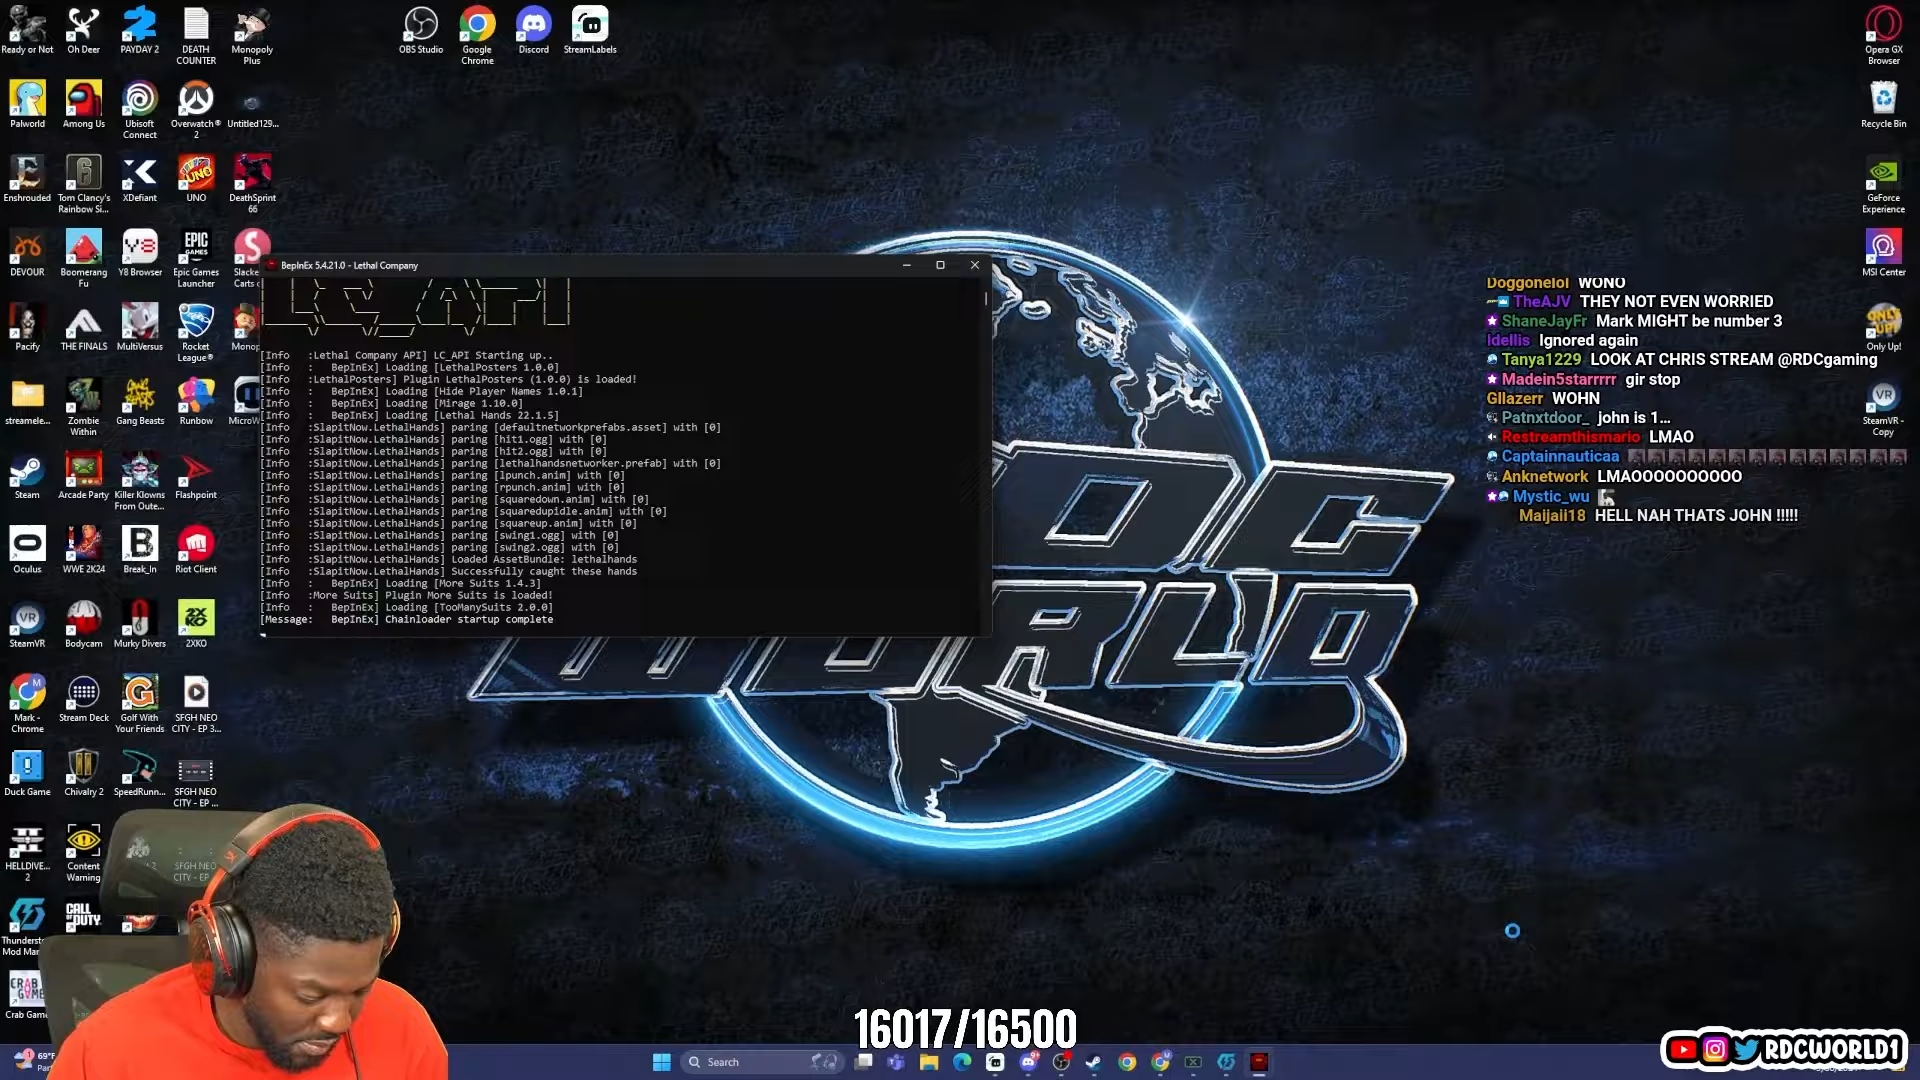 Ready or Not
Oh Deer
PAYDAY 2
DEATH
COUNTER
Monopoly
Plus
OBS Studio
Google
Chrome
Discord
StreamLabels
Opera GX
Browser
Palworld
Among Us
Ubisoft
Connect
Overwatch®
2
Untitled129...
Recycle Bin
Enshrouded
Tom Clancy's
Rainbow Si...
XDefiant
UNO
DeathSprint
66
GeForce
Experience
DEVOUR
Boomerang
Fu
Y8 Browser
Epic Games
Launcher
MSI Center
Pacify
THE FINALS
MultiVersus
Rocket
League®
Only Up!
streamele...
Zombie
Within
Gang Beasts
Runbow
SteamVR -
Copy
Steam
Arcade Party
Killer Klowns
From Oute...
Flashpoint
Oculus
WWE 2K24
Break_In
Riot Client
SteamVR
Bodycam
Murky Divers
2XKO
Mark -
Chrome
Stream Deck
Golf With
Your Friends
SFGH NEO
CITY - EP 3...
Duck Game
Chivalry 2
SpeedRunn...
SFGH NEO
CITY - EP ...
HELLDIVE...
2
Content
Warning
SFGH NEO
CITY - EP
Thunderst
Mod Man
CALL OF DUTY
Crab Game
BepInEx 5.4.21.0 - Lethal Company
[Info   :Lethal Company API] LC_API Starting up..
[Info   :   BepInEx] Loading [LethalPosters 1.0.0]
[Info   :LethalPosters] Plugin LethalPosters (1.0.0) is loaded!
[Info   :   BepInEx] Loading [Hide Player Names 1.0.1]
[Info   :   BepInEx] Loading [Mirage 1.10.0]
[Info   :   BepInEx] Loading [Lethal Hands 22.1.5]
[Info   :SlapitNow.LethalHands] paring [defaultnetworkprefabs.asset] with [0]
[Info   :SlapitNow.LethalHands] paring [hit1.ogg] with [0]
[Info   :SlapitNow.LethalHands] paring [hit2.ogg] with [0]
[Info   :SlapitNow.LethalHands] paring [lethalhandsnetworker.prefab] with [0]
[Info   :SlapitNow.LethalHands] paring [lpunch.anim] with [0]
[Info   :SlapitNow.LethalHands] paring [rpunch.anim] with [0]
[Info   :SlapitNow.LethalHands] paring [squaredown.anim] with [0]
[Info   :SlapitNow.LethalHands] paring [squaredupidle.anim] with [0]
[Info   :SlapitNow.LethalHands] paring [squareup.anim] with [0]
[Info   :SlapitNow.LethalHands] paring [swing1.ogg] with [0]
[Info   :SlapitNow.LethalHands] paring [swing2.ogg] with [0]
[Info   :SlapitNow.LethalHands] Loaded AssetBundle: lethalhands
[Info   :SlapitNow.LethalHands] Successfully caught these hands
[Info   :   BepInEx] Loading [More Suits 1.4.3]
[Info   :More Suits] Plugin More Suits is loaded!
[Info   :   BepInEx] Loading [TooManySuits 2.0.0]
[Message:   BepInEx] Chainloader startup complete
Doggonelol WONO
TheAJV THEY NOT EVEN WORRIED
ShaneJayFr Mark MIGHT be number 3
Idellis Ignored again
Tanya1229 LOOK AT CHRIS STREAM @RDCgaming
Madein5starrrrr gir stop
Gllazerr WOHN
Patnxtdoor_ john is 1...
Restreamthismario LMAO
Captainnauticaa
Anknetwork LMAOOOOOOOOOO
Mystic_wu
Maijaii18 HELL NAH THATS JOHN !!!!!
RDC
WORLD
16017/16500
69°F
Search
RDCWORLD1